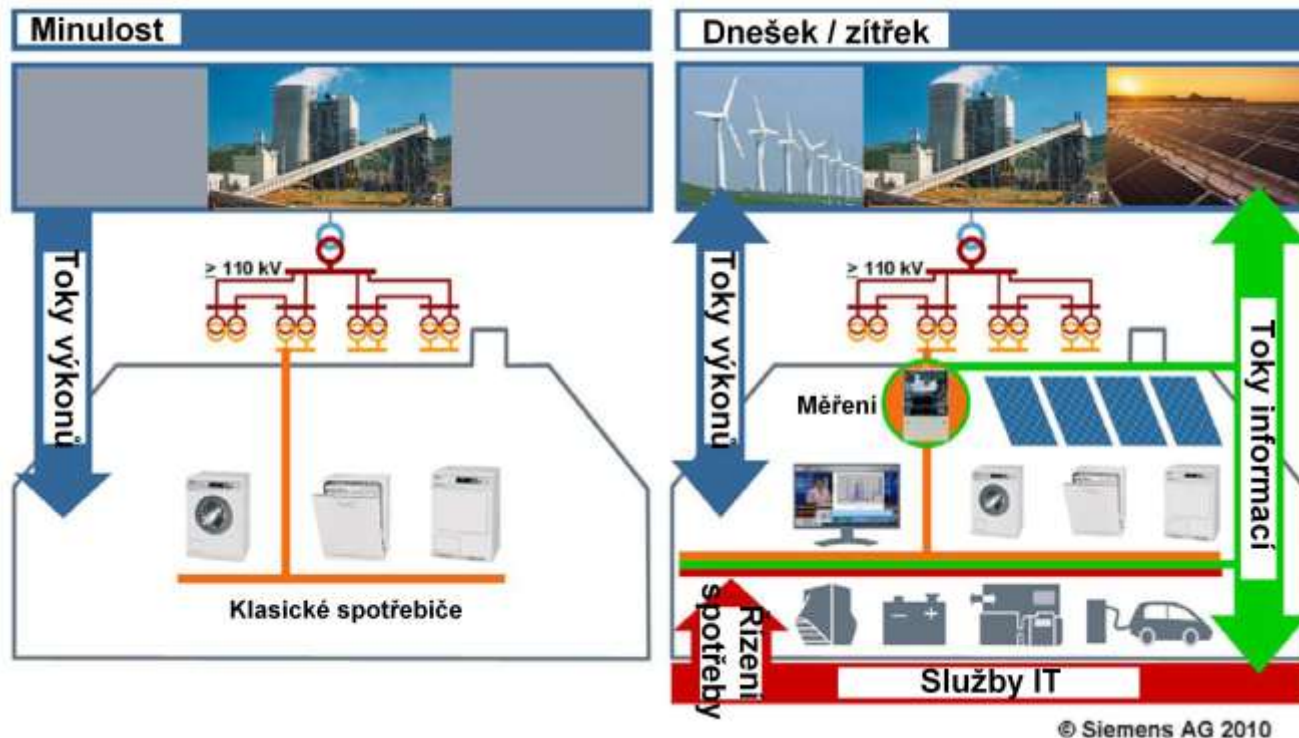 Minulost
Toky výkonů
≥ 110 kV
Klasické spotřebiče
Dnešek / zítřek
Toky výkonů
≥ 110 kV
Měření
Toky informací
Řízení
spotřeby
Služby IT
© Siemens AG 2010